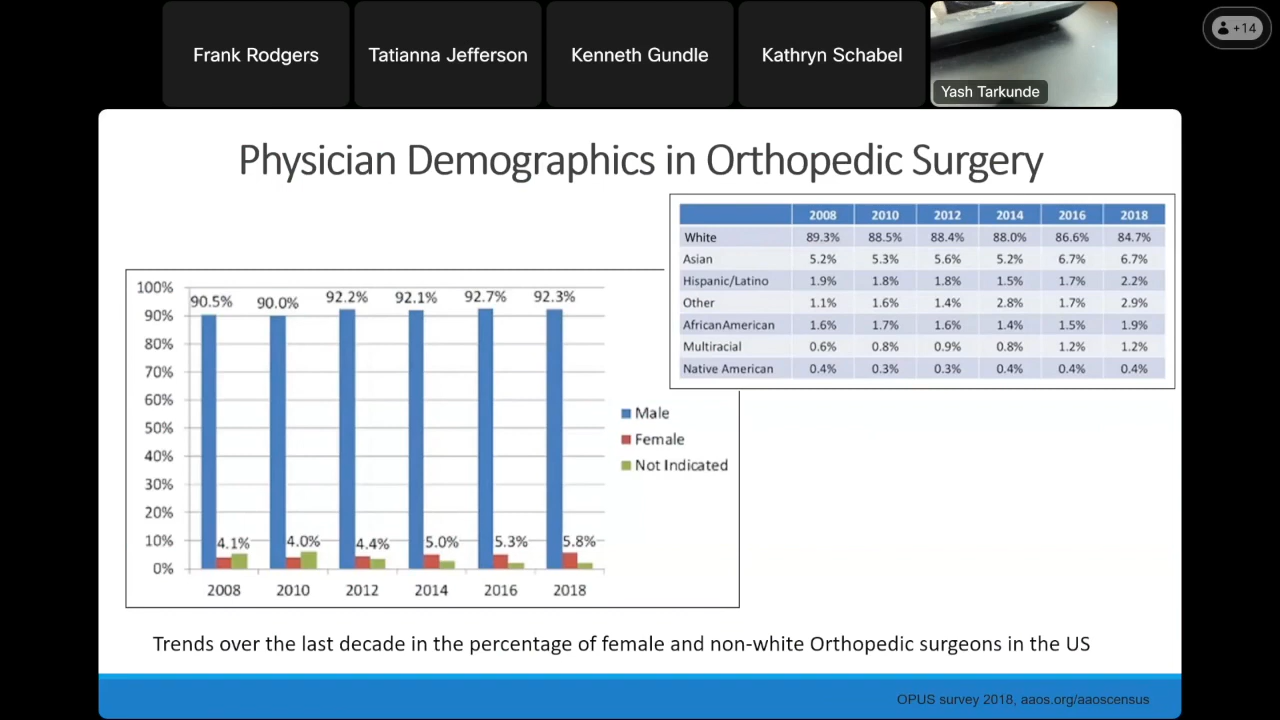 Frank Rodgers
Tatianna Jefferson
Kenneth Gundle
Kathryn Schabel
Yash Tarkunde
+14
Physician Demographics in Orthopedic Surgery
2008 2010 2012 2014 2016 2018
White 89.3% 88.5% 88.4% 88.0% 86.6% 84.7%
Asian 5.2% 5.3% 5.6% 5.2% 6.7% 6.7%
Hispanic/Latino 1.9% 1.8% 1.8% 1.5% 1.7% 2.2%
Other 1.1% 1.6% 1.4% 2.8% 1.7% 2.9%
AfricanAmerican 1.6% 1.7% 1.6% 1.4% 1.5% 1.9%
Multiracial 0.6% 0.8% 0.9% 0.8% 1.2% 1.2%
Native American 0.4% 0.3% 0.3% 0.4% 0.4% 0.4%
100%
90%
80%
70%
60%
50%
40%
30%
20%
10%
0%
90.5% 90.0% 92.2% 92.1% 92.7% 92.3%
4.1% 4.0% 4.4% 5.0% 5.3% 5.8%
2008 2010 2012 2014 2016 2018
Male
Female
Not Indicated
Trends over the last decade in the percentage of female and non-white Orthopedic surgeons in the US
OPUS survey 2018, aaos.org/aaoscensus